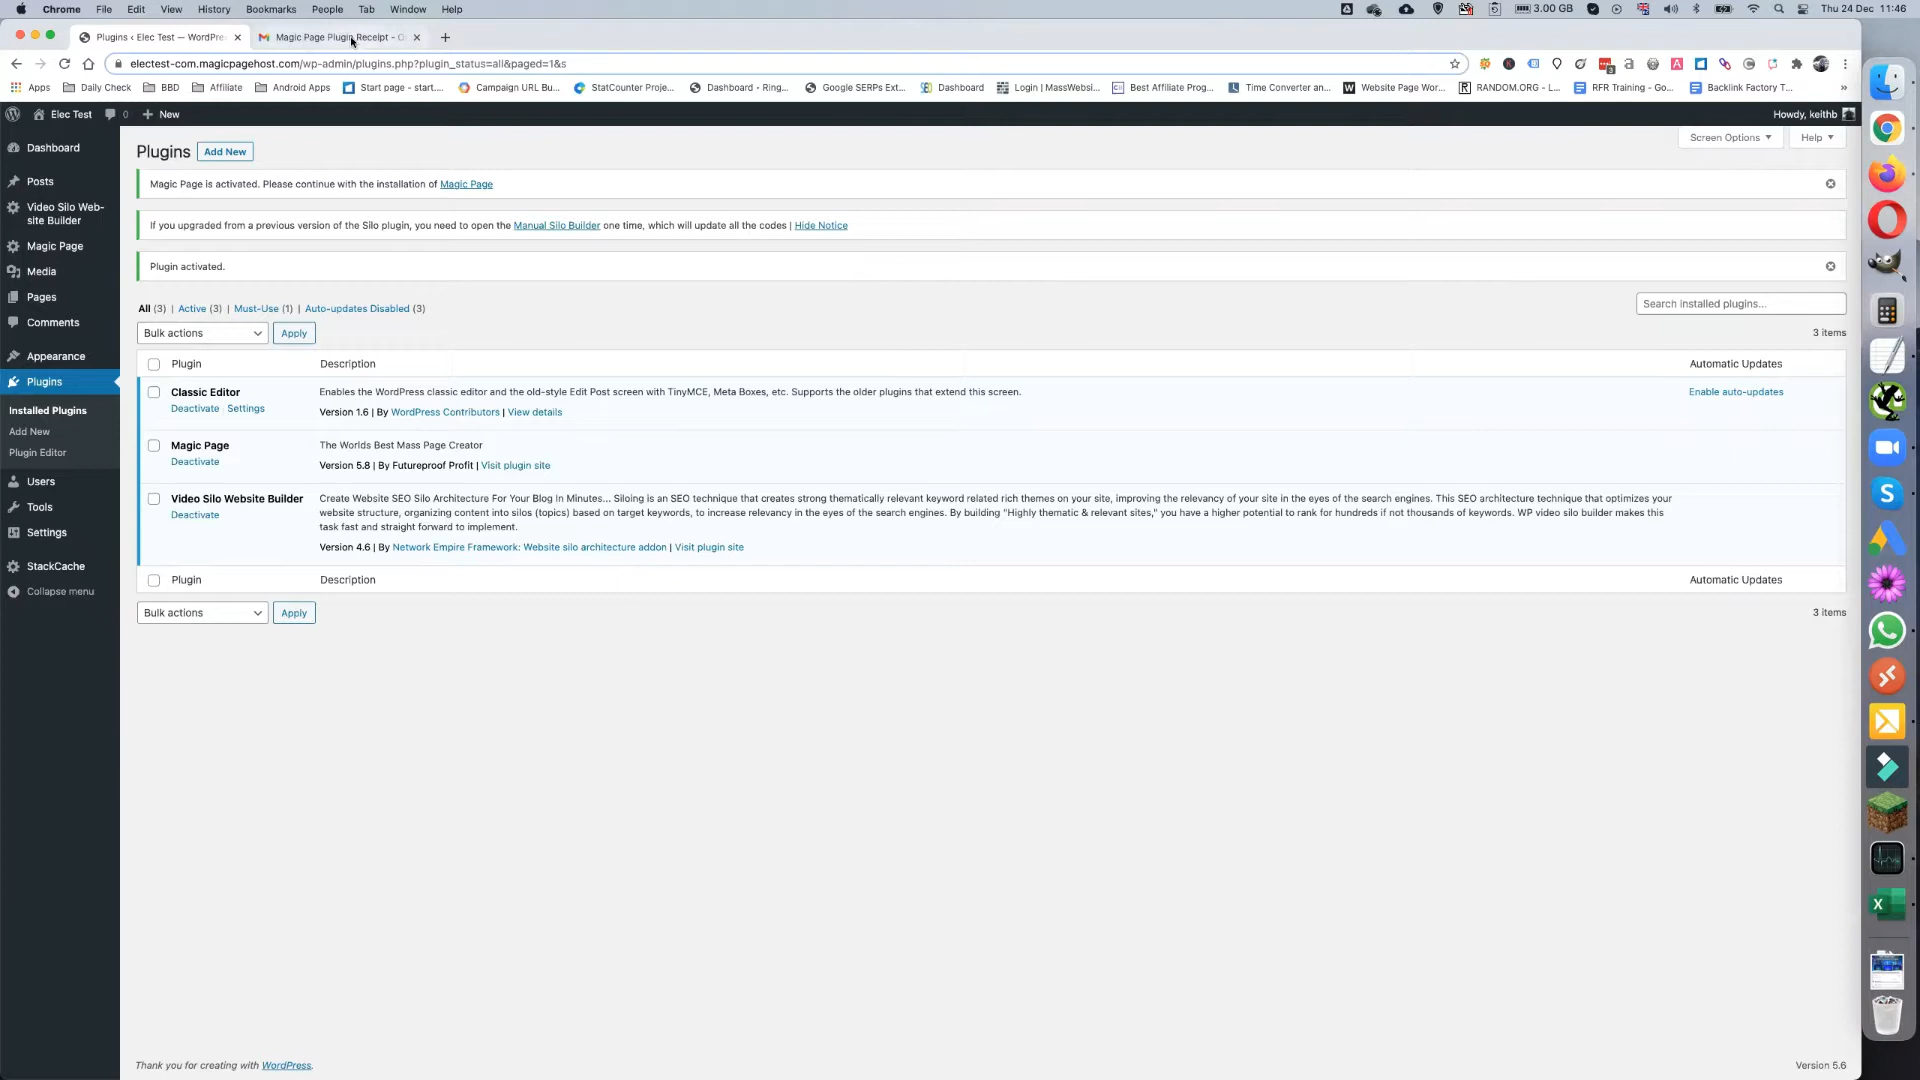 Chrome File Edit View History Bookmarks People Tab Window Help 3.00 GB Thu 24 Dec 11:46
Plugins ‹ Elec Test — WordPre Magic Page Plugin Receipt - O
electest-com.magicpagehost.com/wp-admin/plugins.php?plugin_status=all&paged=1&s
Apps Daily Check BBD Affiliate Android Apps Start page - start.... Campaign URL Bu... StatCounter Proje... Dashboard - Ring... Google SERPs Ext... Dashboard Login | MassWebsi... Best Affiliate Prog... Time Converter an... Website Page Wor... RANDOM.ORG - L... RFR Training - Go... Backlink Factory T... »
Elec Test 0 + New Howdy, keithb
Dashboard
Posts
Video Silo Web-
site Builder
Magic Page
Media
Pages
Comments
Appearance
Plugins
Installed Plugins
Add New
Plugin Editor
Users
Tools
Settings
StackCache
Collapse menu
Plugins Add New Screen Options Help
Magic Page is activated. Please continue with the installation of Magic Page
If you upgraded from a previous version of the Silo plugin, you need to open the Manual Silo Builder one time, which will update all the codes | Hide Notice
Plugin activated.
All (3) | Active (3) | Must-Use (1) | Auto-updates Disabled (3) Search installed plugins...
Bulk actions Apply 3 items
Plugin Description Automatic Updates
Classic Editor Enables the WordPress classic editor and the old-style Edit Post screen with TinyMCE, Meta Boxes, etc. Supports the older plugins that extend this screen. Enable auto-updates
Deactivate Settings
Version 1.6 | By WordPress Contributors | View details
Magic Page The Worlds Best Mass Page Creator
Deactivate
Version 5.8 | By Futureproof Profit | Visit plugin site
Video Silo Website Builder Create Website SEO Silo Architecture For Your Blog In Minutes... Siloing is an SEO technique that creates strong thematically relevant keyword related rich themes on your site, improving the relevancy of your site in the eyes of the search engines. This SEO architecture technique that optimizes your
Deactivate website structure, organizing content into silos (topics) based on target keywords, to increase relevancy in the eyes of the search engines. By building "Highly thematic & relevant sites," you have a higher potential to rank for hundreds if not thousands of keywords. WP video silo builder makes this
task fast and straight forward to implement.
Version 4.6 | By Network Empire Framework: Website silo architecture addon | Visit plugin site
Plugin Description Automatic Updates
Bulk actions Apply 3 items
Thank you for creating with WordPress. Version 5.6